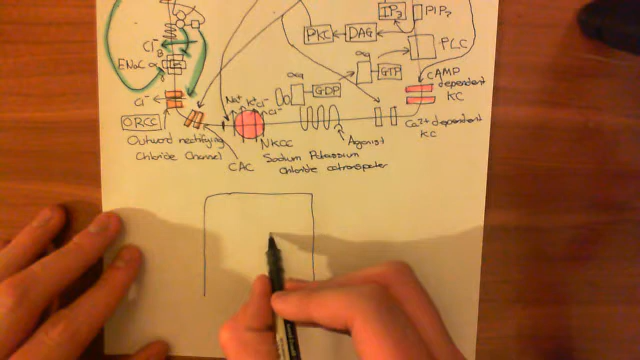 IP3
PIP2
PKC
DAG
PLC
Cl-
B
ENaC α
αq
GTP
αq
GDP
CAMP
dependent
KC
Cl-
Na+
K+
Cl-
Cl-
ORCC
Ca2+ dependent
KC
Outward rectifying
Chloride Channel
NKCC
Agonist
CAC
Sodium Potassium
Chloride cotransporter